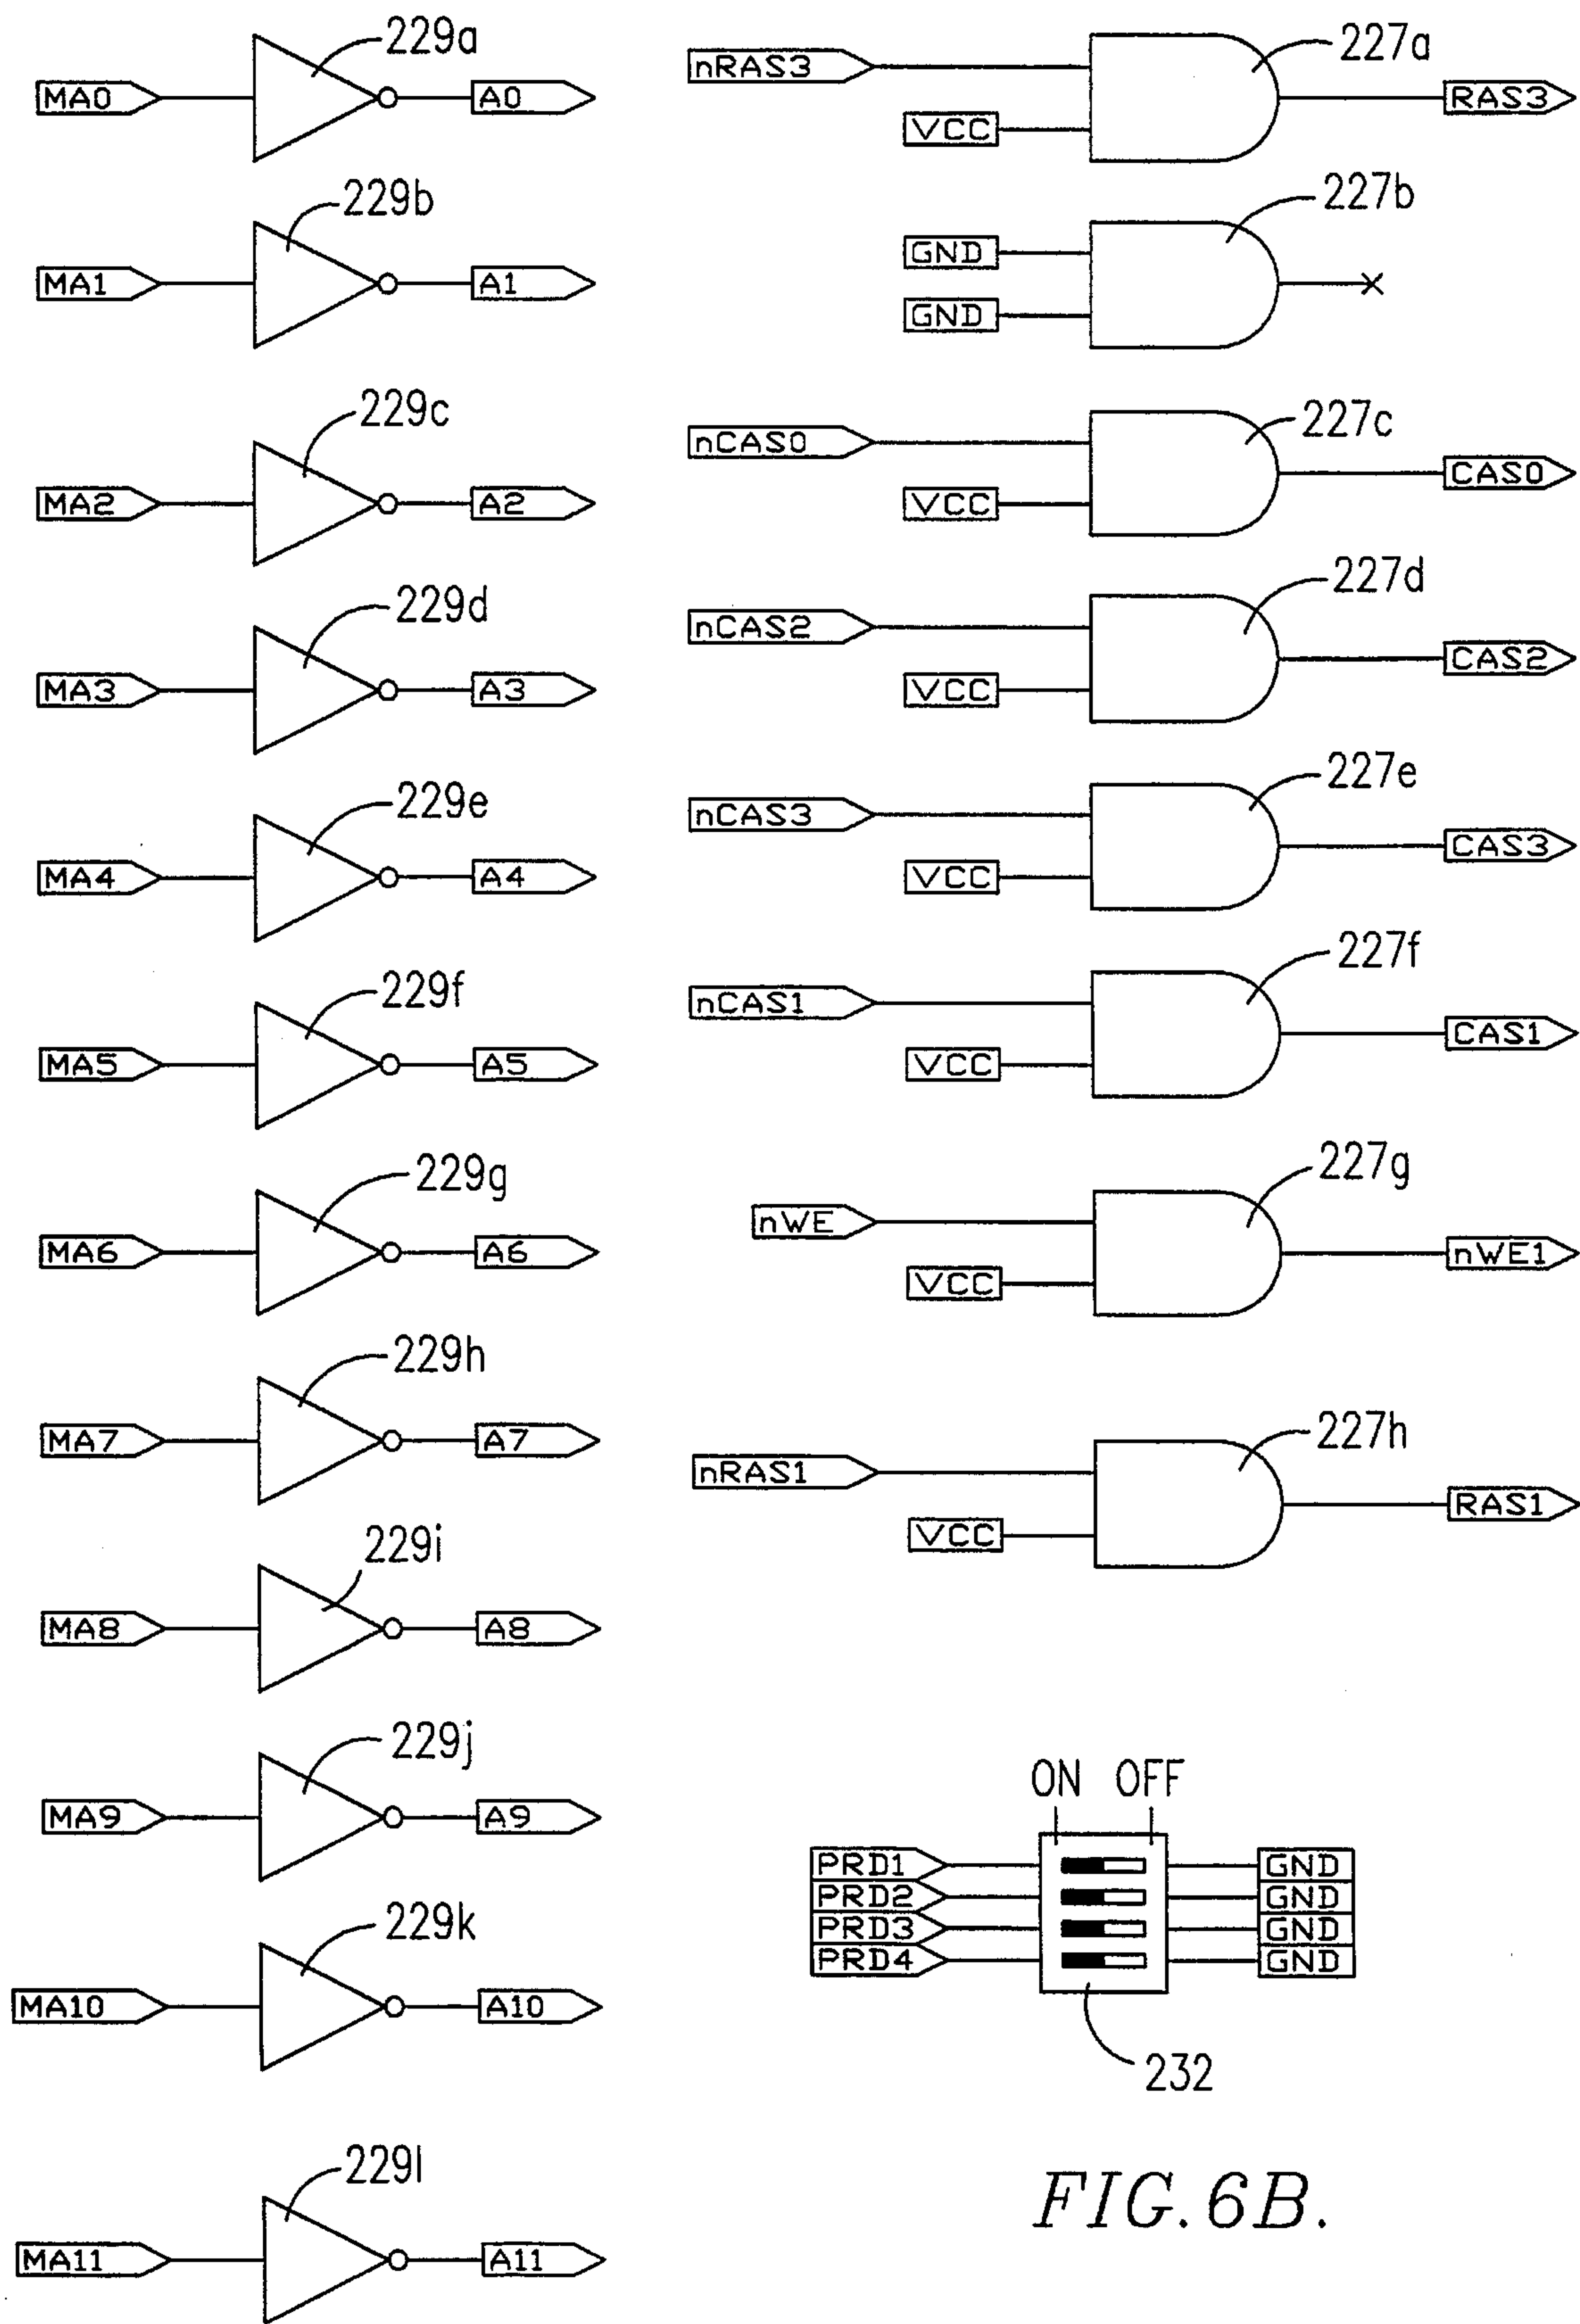 229a
MA0
A0
229b
MA1
A1
229c
MA2
A2
229d
MA3
A3
229e
MA4
A4
229f
MA5
A5
229g
MA6
A6
229h
MA7
A7
229i
MA8
A8
229j
MA9
A9
229k
MA10
A10
229l
MA11
A11
227a
nRAS3
VCC
RAS3
227b
GND
GND
227c
nCAS0
VCC
CAS0
227d
nCAS2
VCC
CAS2
227e
nCAS3
VCC
CAS3
227f
nCAS1
VCC
CAS1
227g
nWE
VCC
nWE1
227h
nRAS1
VCC
RAS1
ON OFF
PRD1 GND
PRD2 GND
PRD3 GND
PRD4 GND
232
FIG. 6B.